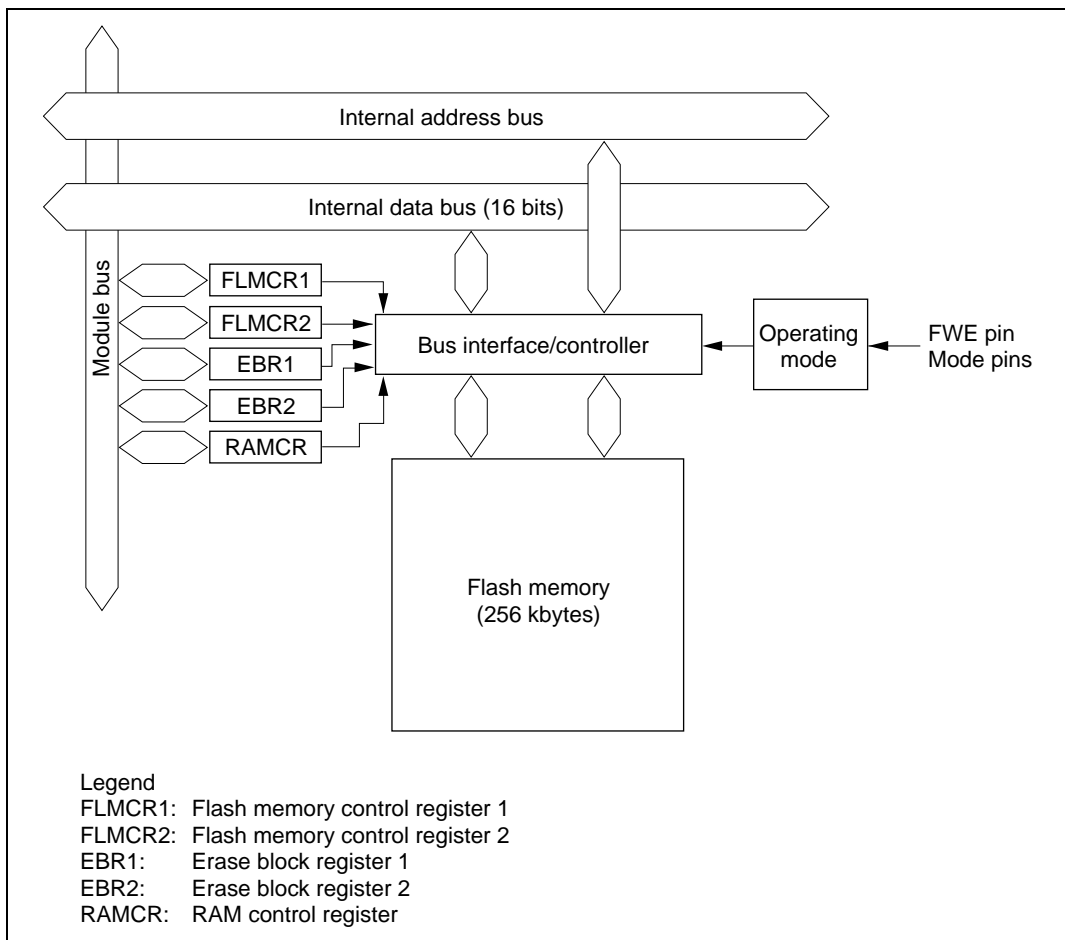 Internal address bus
Internal data bus (16 bits)
Module bus
FLMCR1
FLMCR2
EBR1
EBR2
RAMCR
Bus interface/controller
Operating
mode
FWE pin
Mode pins
Flash memory
(256 kbytes)
Legend
FLMCR1: Flash memory control register 1
FLMCR2: Flash memory control register 2
EBR1: Erase block register 1
EBR2: Erase block register 2
RAMCR: RAM control register